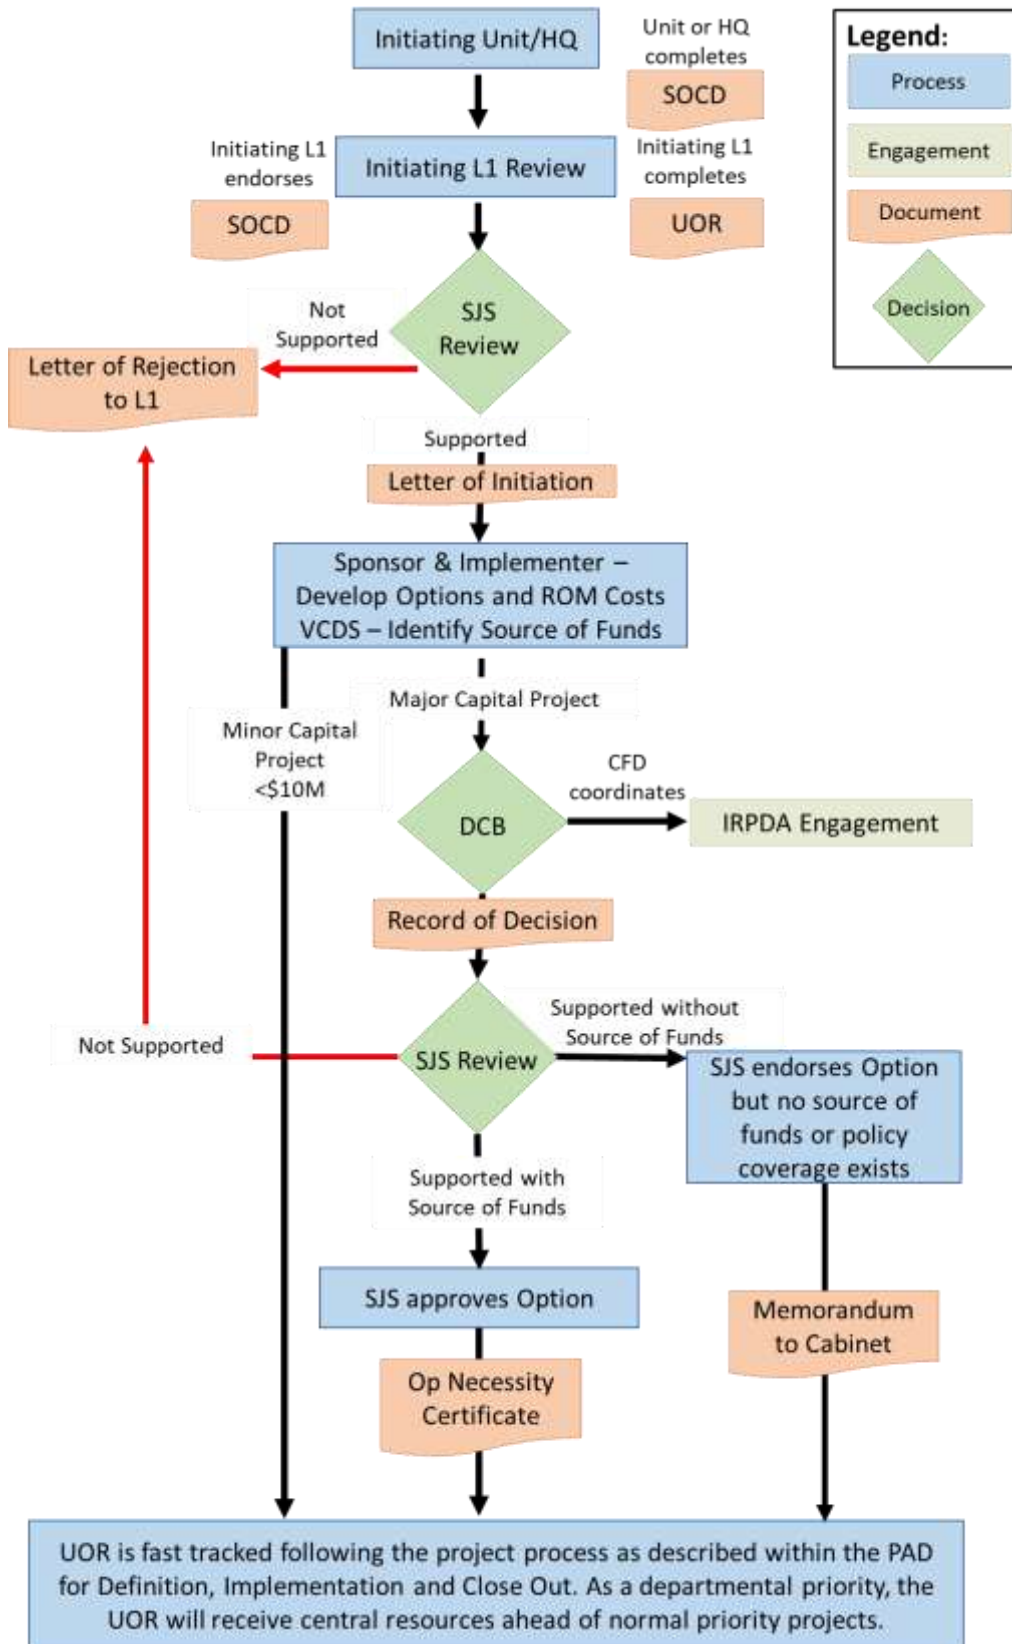 Initiating Unit/HQ
Unit or HQ
completes
SOCD
Legend:
Process
Engagement
Document
Decision
Initiating L1
endorses
SOCD
Initiating L1 Review
Initiating L1
completes
UOR
SJS
Review
Not
Supported
Letter of Rejection
to L1
Supported
Letter of Initiation
Sponsor & Implementer –
Develop Options and ROM Costs
VCDS – Identify Source of Funds
Major Capital Project
Minor Capital
Project
<$10M
DCB
CFD
coordinates
IRPDA Engagement
Record of Decision
SJS Review
Not Supported
Supported without
Source of Funds
SJS endorses Option
but no source of
funds or policy
coverage exists
Supported with
Source of Funds
SJS approves Option
Memorandum
to Cabinet
Op Necessity
Certificate
UOR is fast tracked following the project process as described within the PAD
for Definition, Implementation and Close Out. As a departmental priority, the
UOR will receive central resources ahead of normal priority projects.